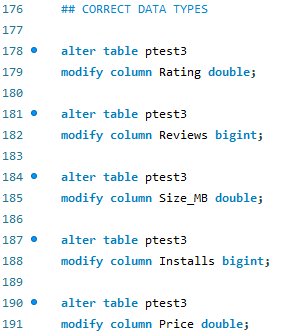 176 ## CORRECT DATA TYPES
177
178 alter table ptest3
179 modify column Rating double;
180
181 alter table ptest3
182 modify column Reviews bigint;
183
184 alter table ptest3
185 modify column Size_MB double;
186
187 alter table ptest3
188 modify column Installs bigint;
189
190 alter table ptest3
191 modify column Price double;